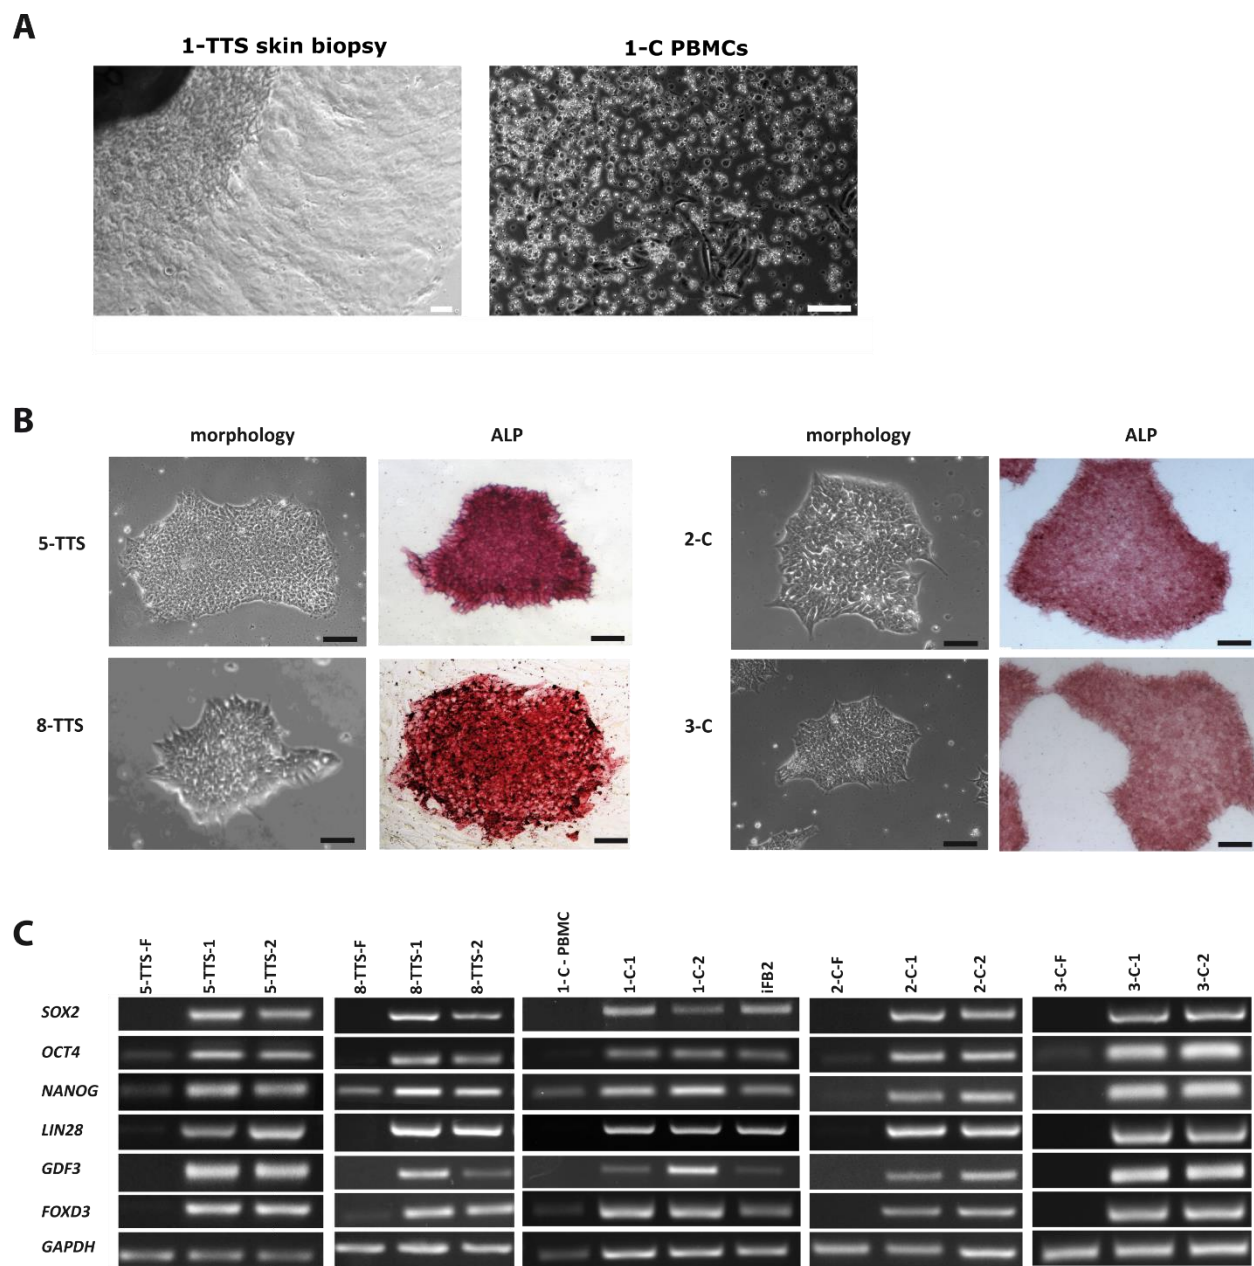 A
1-TTS skin biopsy
1-C PBMCs
B
morphology
ALP
morphology
ALP
5-TTS
2-C
8-TTS
3-C
C
5-TTS-F
5-TTS-1
5-TTS-2
8-TTS-F
8-TTS-1
8-TTS-2
1-C - PBMC
1-C-1
1-C-2
iFB2
2-C-F
2-C-1
2-C-2
3-C-F
3-C-1
3-C-2
SOX2
OCT4
NANOG
LIN28
GDF3
FOXD3
GAPDH